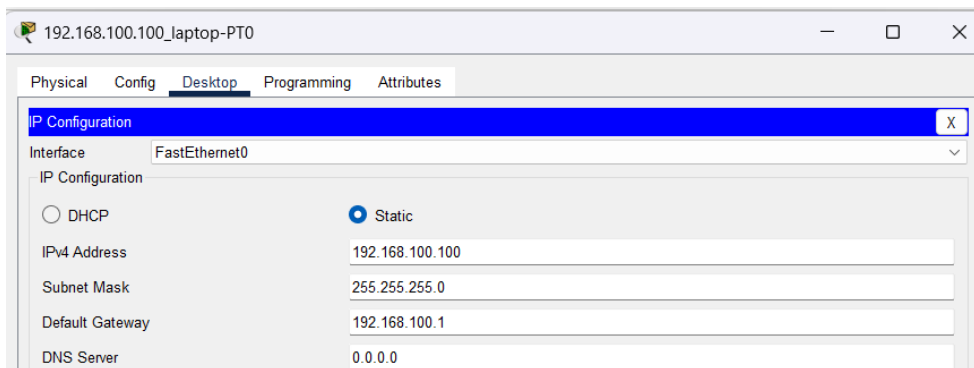 192.168.100.100_laptop-PT0
Physical Config Desktop Programming Attributes
IP Configuration X
Interface FastEthernet0
IP Configuration
DHCP Static
IPv4 Address 192.168.100.100
Subnet Mask 255.255.255.0
Default Gateway 192.168.100.1
DNS Server 0.0.0.0